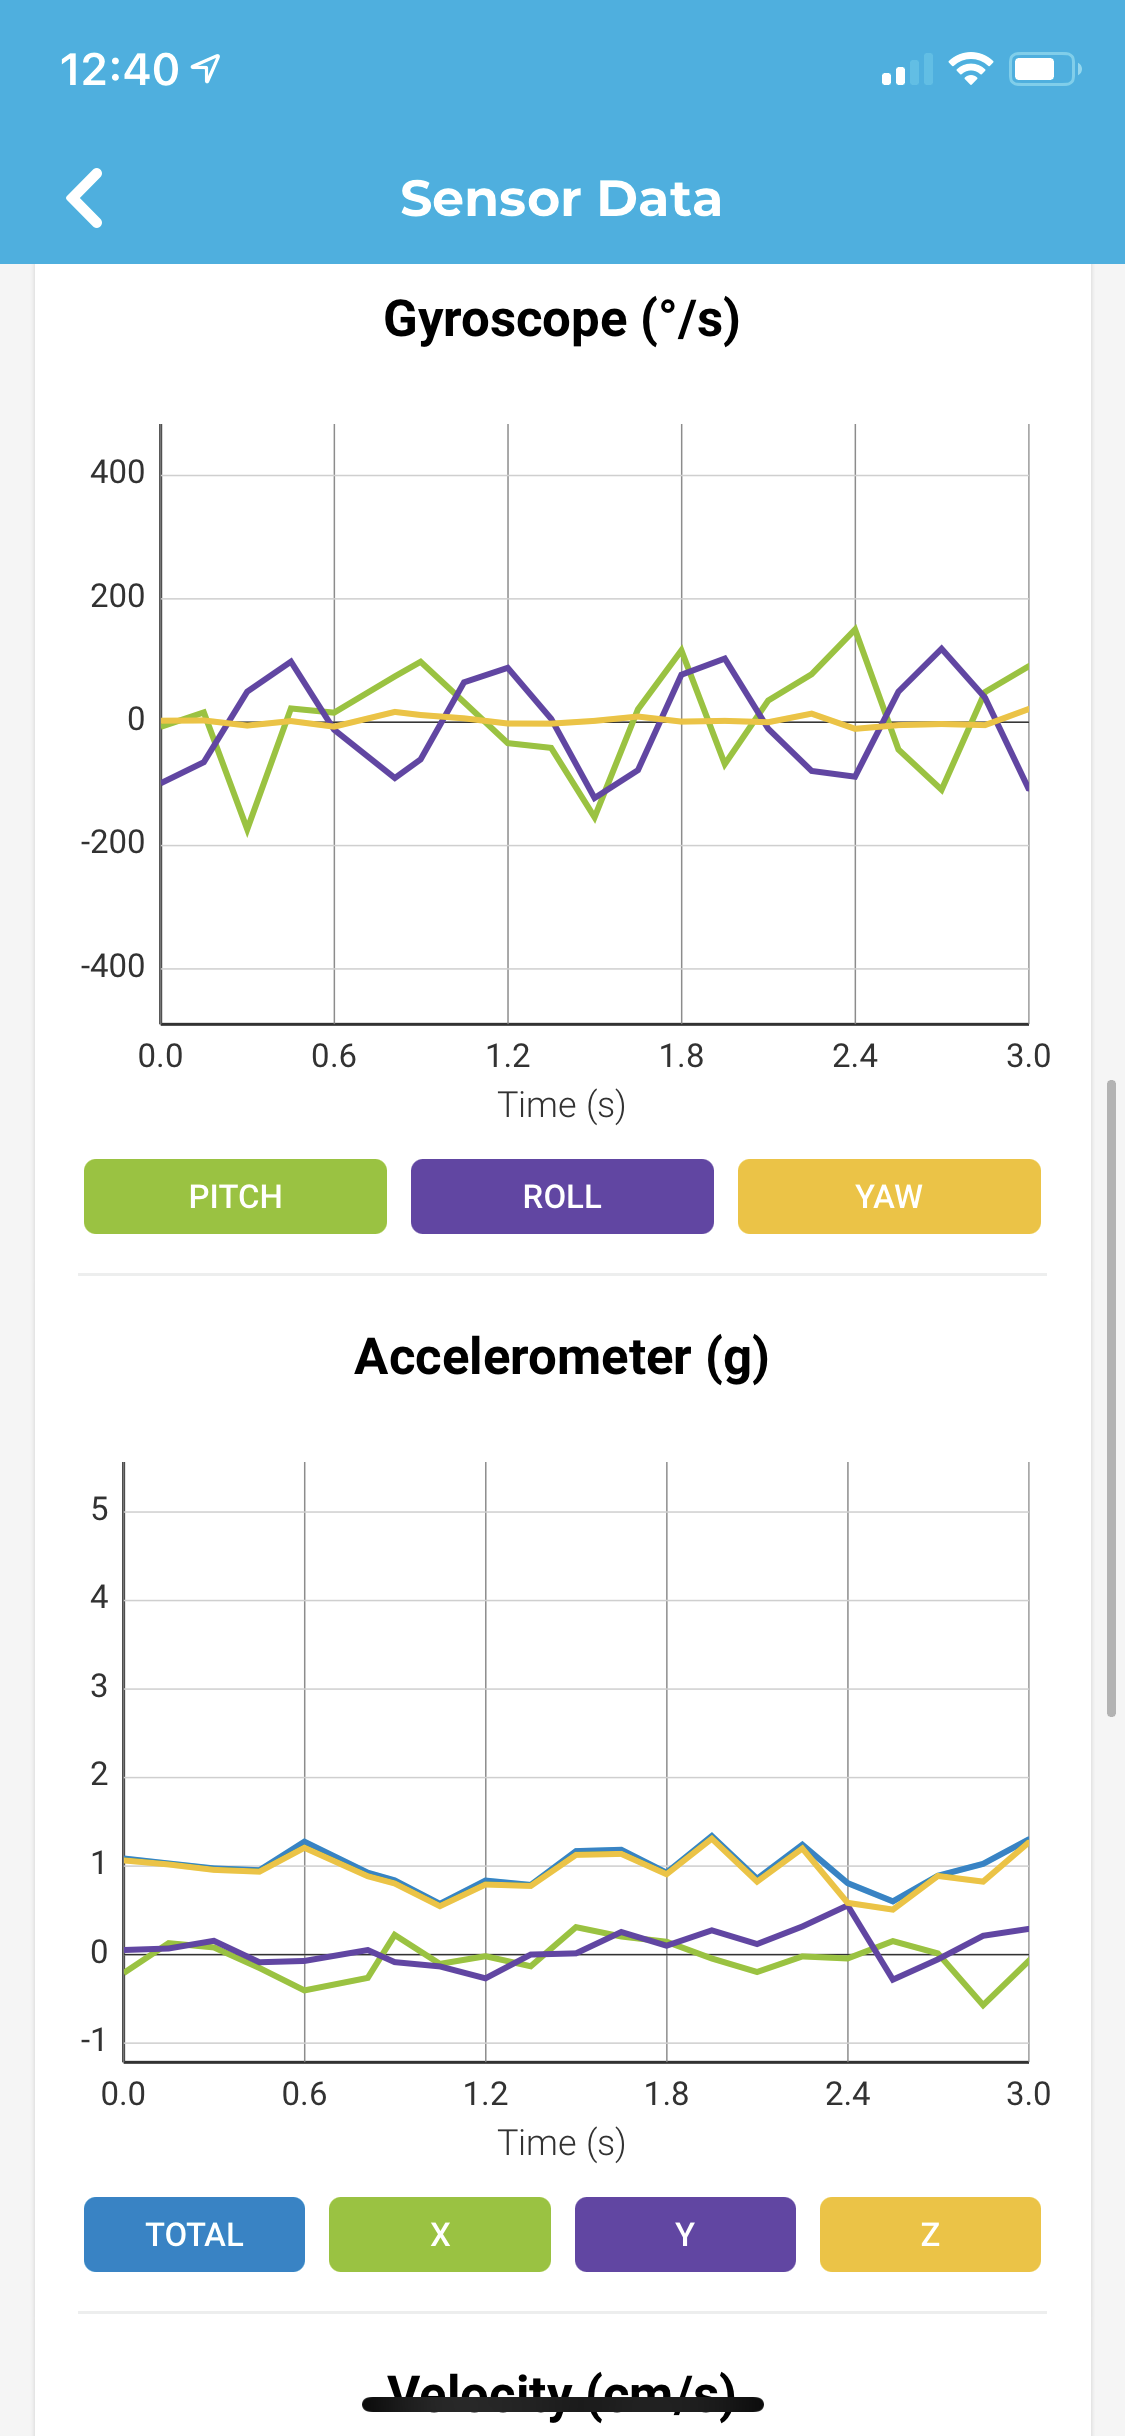 12:40
Sensor Data
Gyroscope (°/s)
400
200
0
-200
-400
0.0 0.6 1.2 1.8 2.4 3.0
Time (s)
PITCH ROLL YAW
Accelerometer (g)
5
4
3
2
1
0
-1
0.0 0.6 1.2 1.8 2.4 3.0
Time (s)
TOTAL X Y Z
Velocity (cm/s)